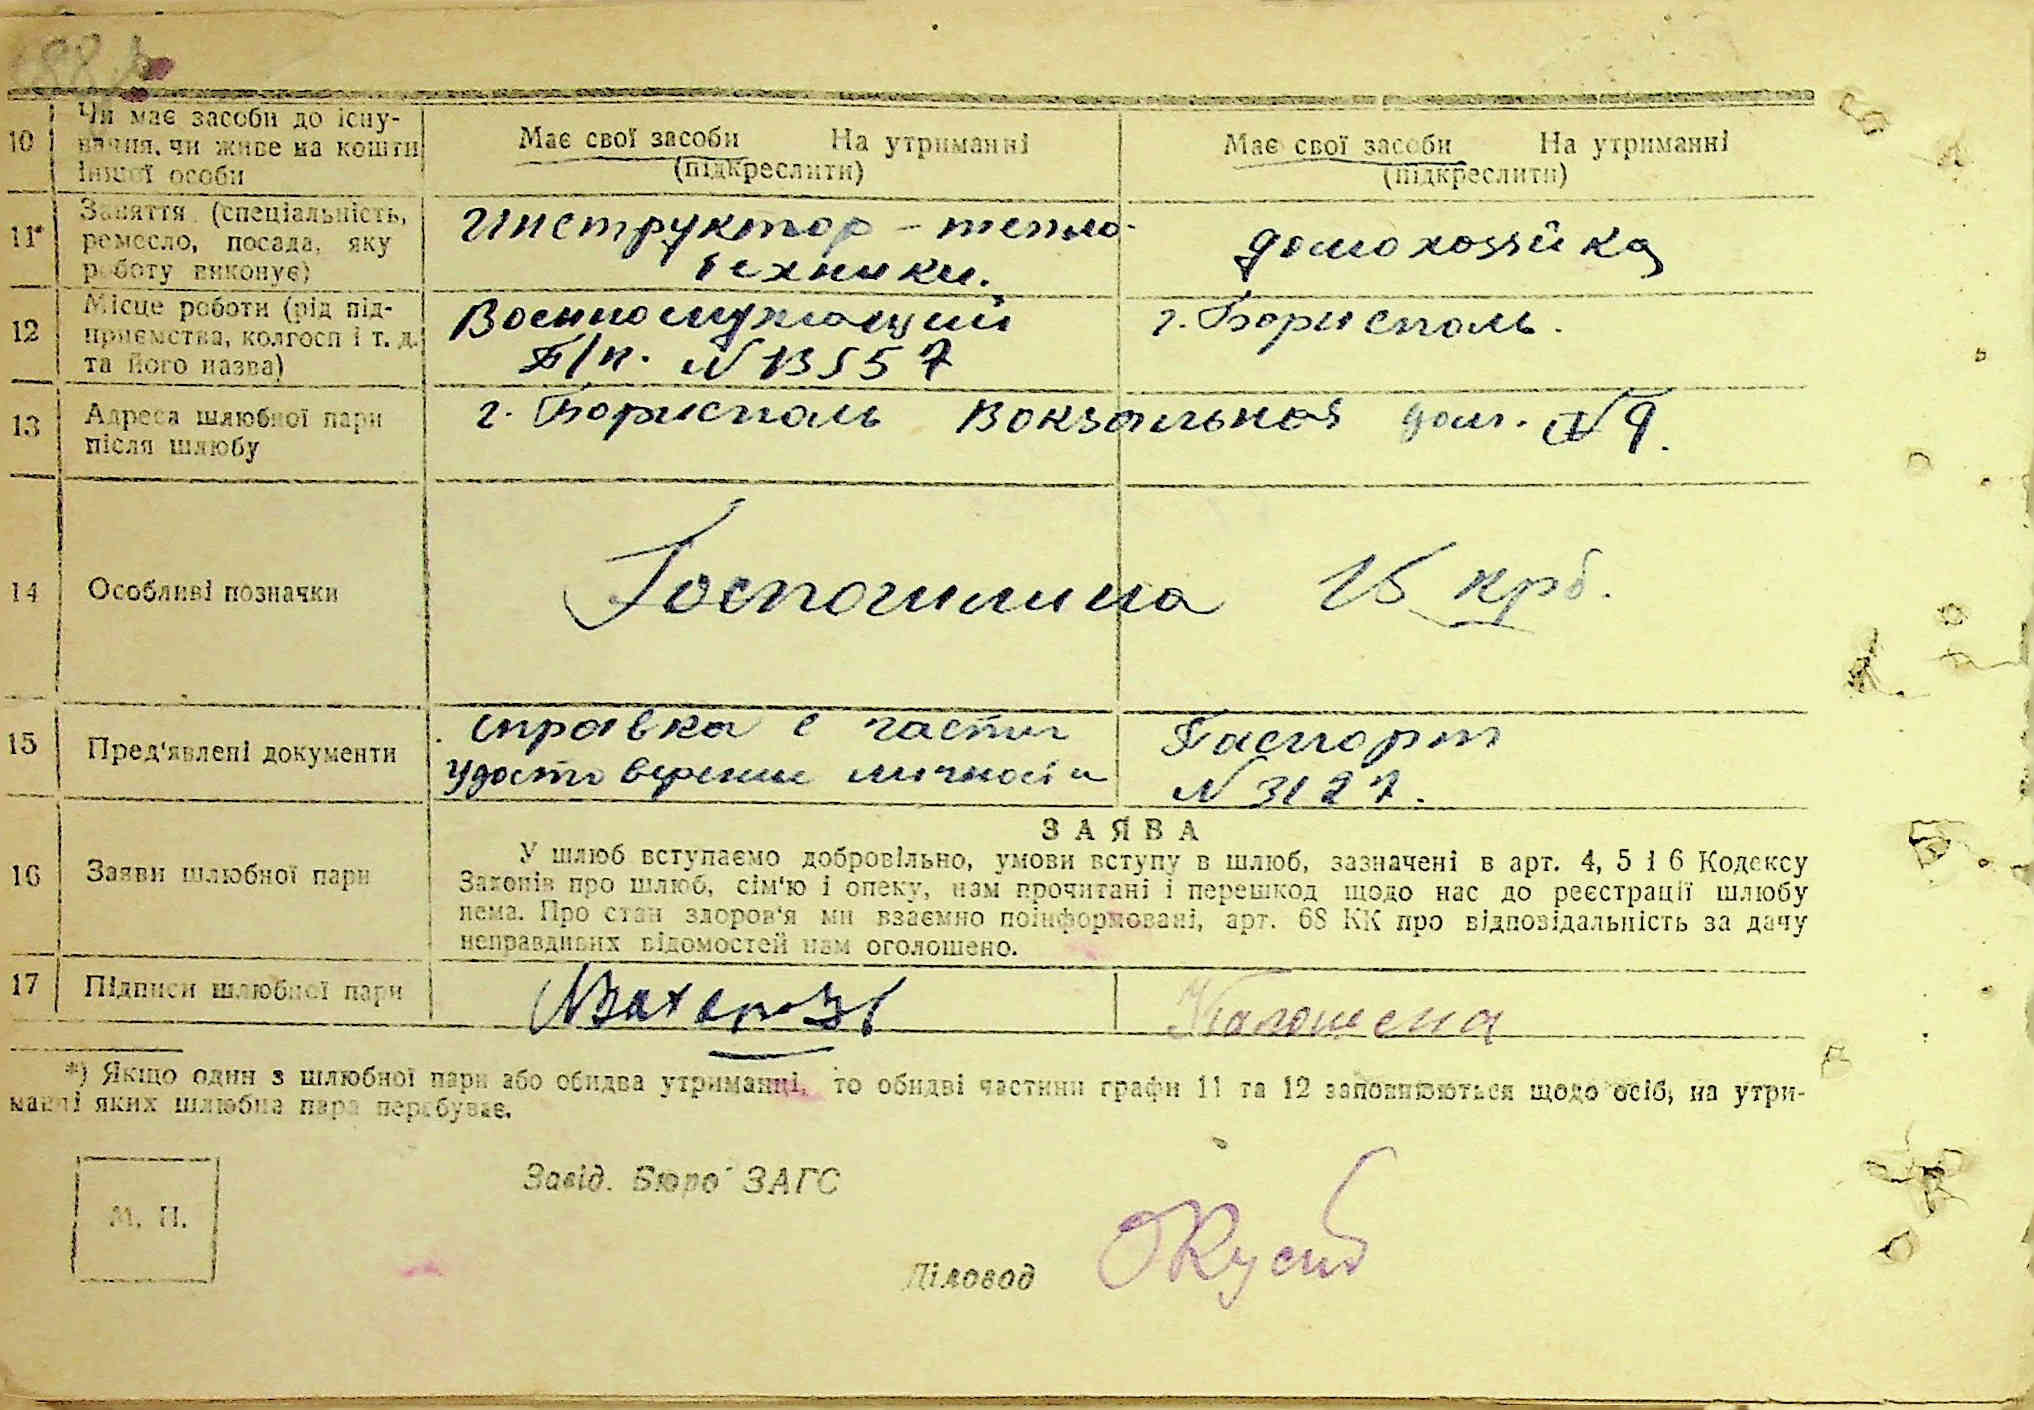 10 Чи має засоби до існу-
вання, чи живе на кошти
іншої особи
Має свої засоби На утриманні
(підкреслити)
Має свої засоби На утриманні
(підкреслити)
11* Заняття (спеціальність,
ремесло, посада, яку
роботу виконує)
Инструктор - тепло-
техники.
домохозяйка
12 Місце роботи (рід під-
приємства, колгосп і т. д.
та його назва)
Военнослужащий
П/п. N 13557
г. Борисполь.
13 Адреса шлюбної пари
після шлюбу
г. Борисполь Вокзальная дом. N 9.
14 Особливі позначки
Госпошлина 15 крб.
15 Пред'явлені документи
справка с части
удостоверение личности
Паспорт
N 3127.
16 Заяви шлюбної пари
ЗАЯВА
У шлюб вступаємо добровільно, умови вступу в шлюб, зазначені в арт. 4, 5 і 6 Кодексу
Законів про шлюб, сім'ю і опеку, нам прочитані і перешкод щодо нас до реєстрації шлюбу
нема. Про стан здоров'я ми взаємно поінформовані, арт. 68 КК про відповідальність за дачу
неправдивих відомостей нам оголошено.
17 Підписи шлюбної пари
*) Якщо один з шлюбної пари або обидва утриманці, то обидві частини графи 11 та 12 заповнюються щодо осіб, на утри-
манні яких шлюбна пара перебуває.
М. П.
Завід. Бюро ЗАГС
Діловод